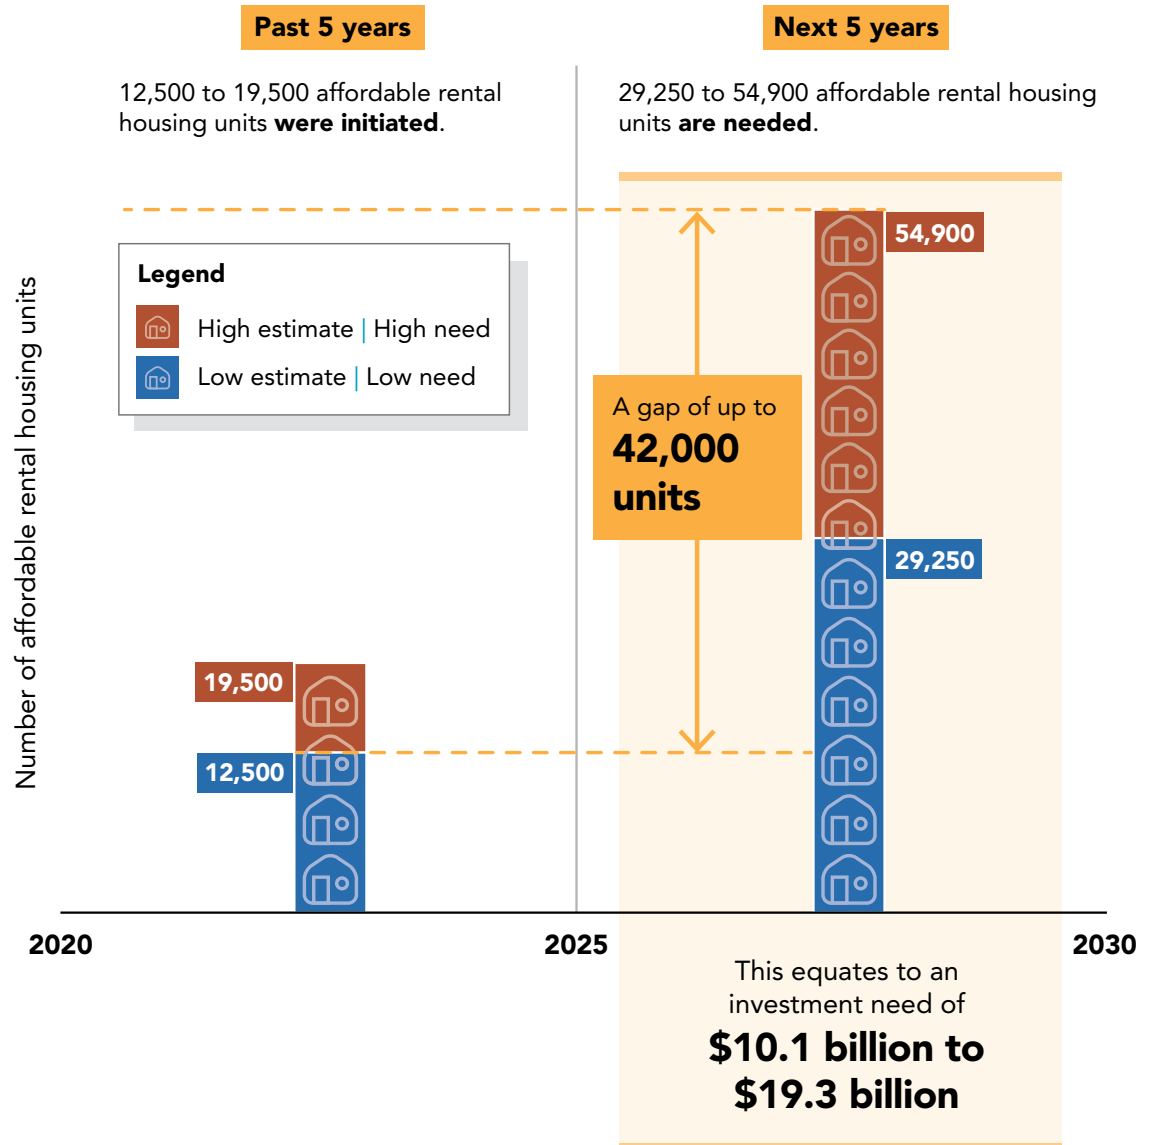 Past 5 years
12,500 to 19,500 affordable rental
housing units were initiated.
Next 5 years
29,250 to 54,900 affordable rental housing
units are needed.
Number of affordable rental housing units
Legend
High estimate | High need
Low estimate | Low need
54,900
A gap of up to
42,000
units
29,250
19,500
12,500
2020
2025
2030
This equates to an
investment need of
$10.1 billion to
$19.3 billion